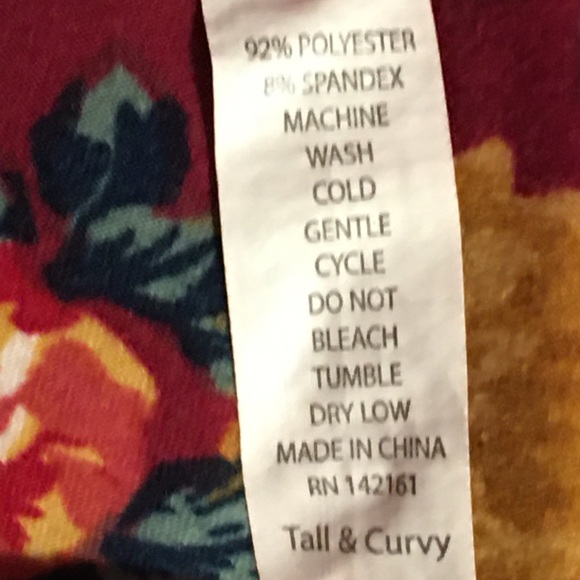 92% POLYESTER
8% SPANDEX
MACHINE
WASH
COLD
GENTLE
CYCLE
DO NOT
BLEACH
TUMBLE
DRY LOW
MADE IN CHINA
RN 142161
Tall & Curvy